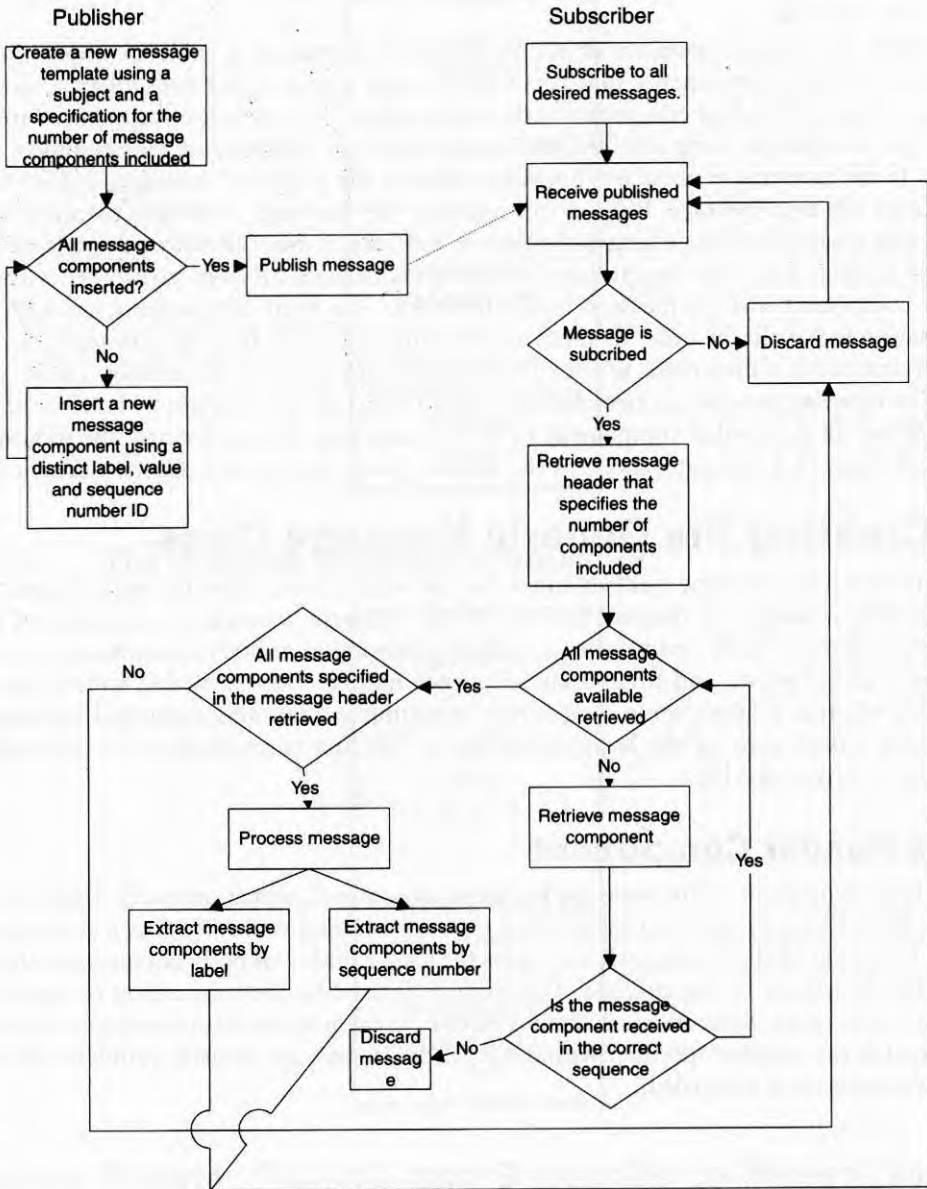 Publisher
Create a new message
template using a
subject and a
specification for the
number of message
components included
All message
components
inserted?
Yes
Publish message
No
Insert a new
message
component using a
distinct label, value
and sequence
number ID
Subscriber
Subscribe to all
desired messages.
Receive published
messages
Message is
subcribed
No
Discard message
Yes
Retrieve message
header that
specifies the
number of
components
included
All message
components
available
retrieved
Yes
All message
components specified
in the message header
retrieved
No
No
Retrieve message
component
Yes
Yes
Process message
Extract message
components by
label
Extract message
components by
sequence number
Is the message
component received
in the correct
sequence
No
Discard
messag
e